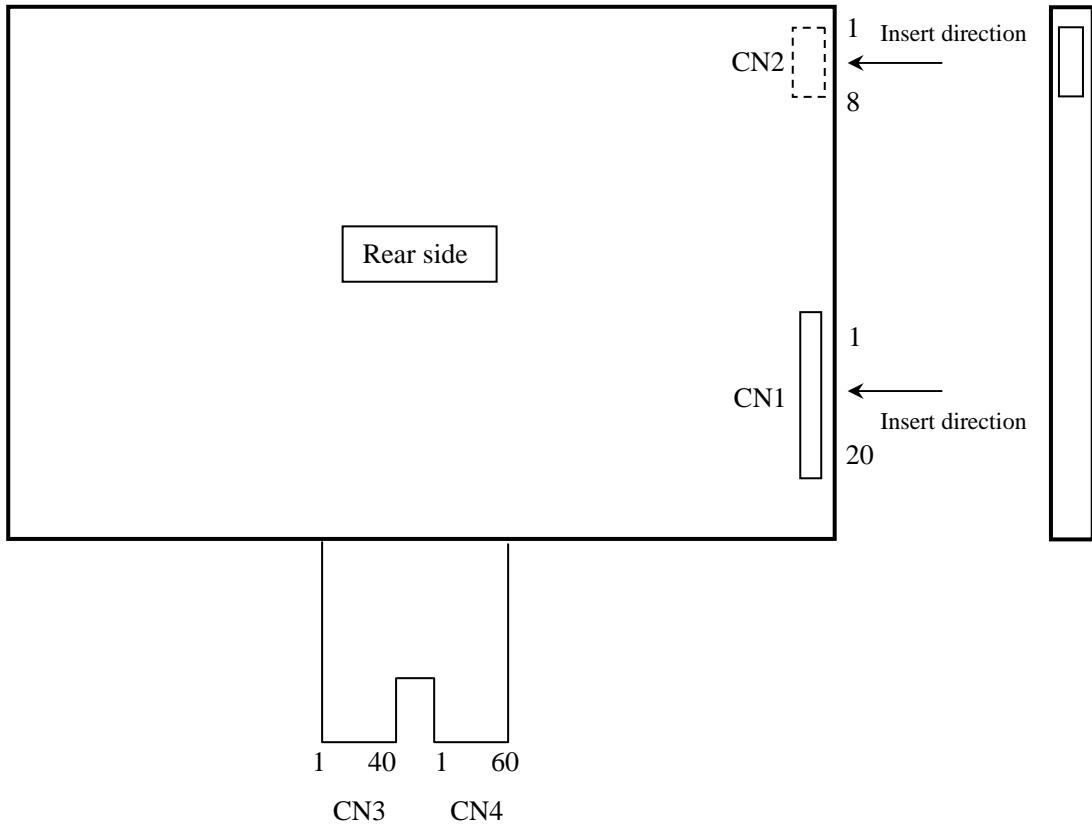 1
Insert direction
CN2
8
Rear side
1
CN1
Insert direction
20
1 40 1 60
CN3 CN4